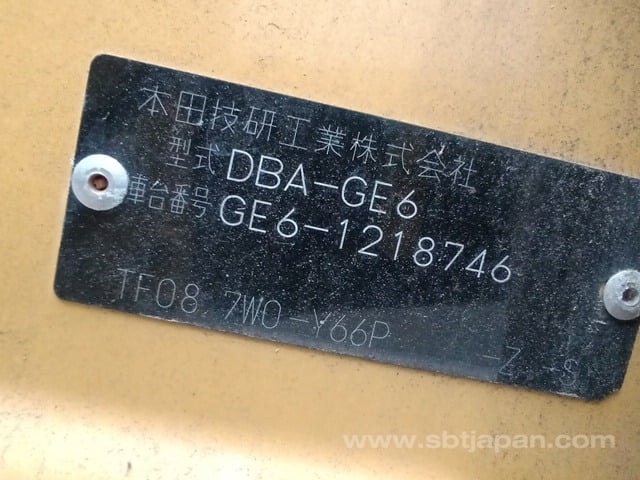 本田技研工業株式会社
型式 DBA-GE6
車台番号 GE6-1218746
TF08 7W0-Y66P -Z -S
www.sbtjapan.com